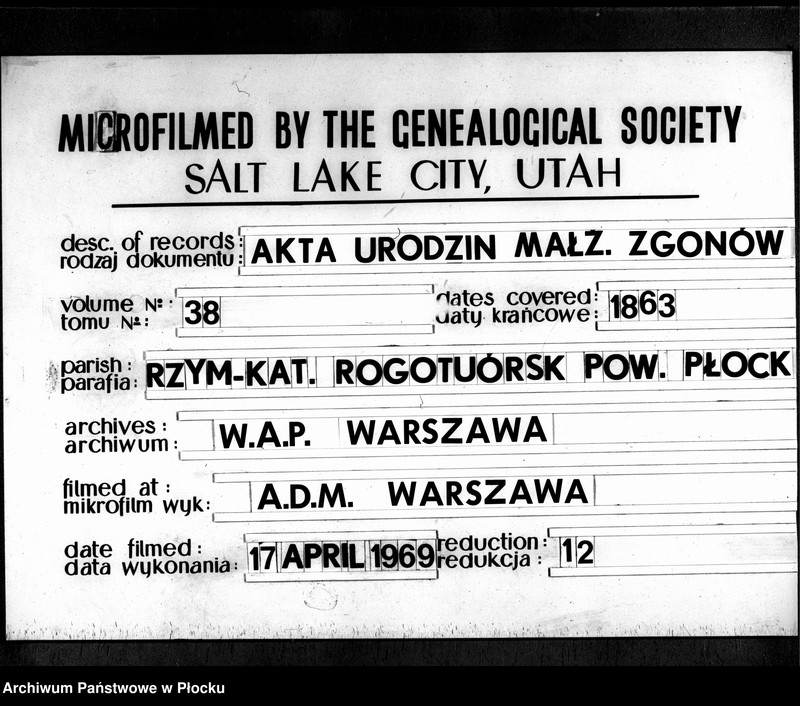 MICROFILMED BY THE GENEALOGICAL SOCIETY
SALT LAKE CITY, UTAH
desc. of records: AKTA URODZIN MAŁŻ. ZGONÓW
rodzaj dokumentu:
volume №: 38 dates covered: 1863
tomu №: daty krańcowe:
parish: RZYM-KAT. ROGOTUÓRSK POW. PŁOCK
parafia:
archives: W.A.P. WARSZAWA
archiwum:
filmed at: A.D.M. WARSZAWA
mikrofilm wyk:
date filmed: 17 APRIL 1969 reduction: 12
data wykonania: redukcja:
Archiwum Państwowe w Płocku